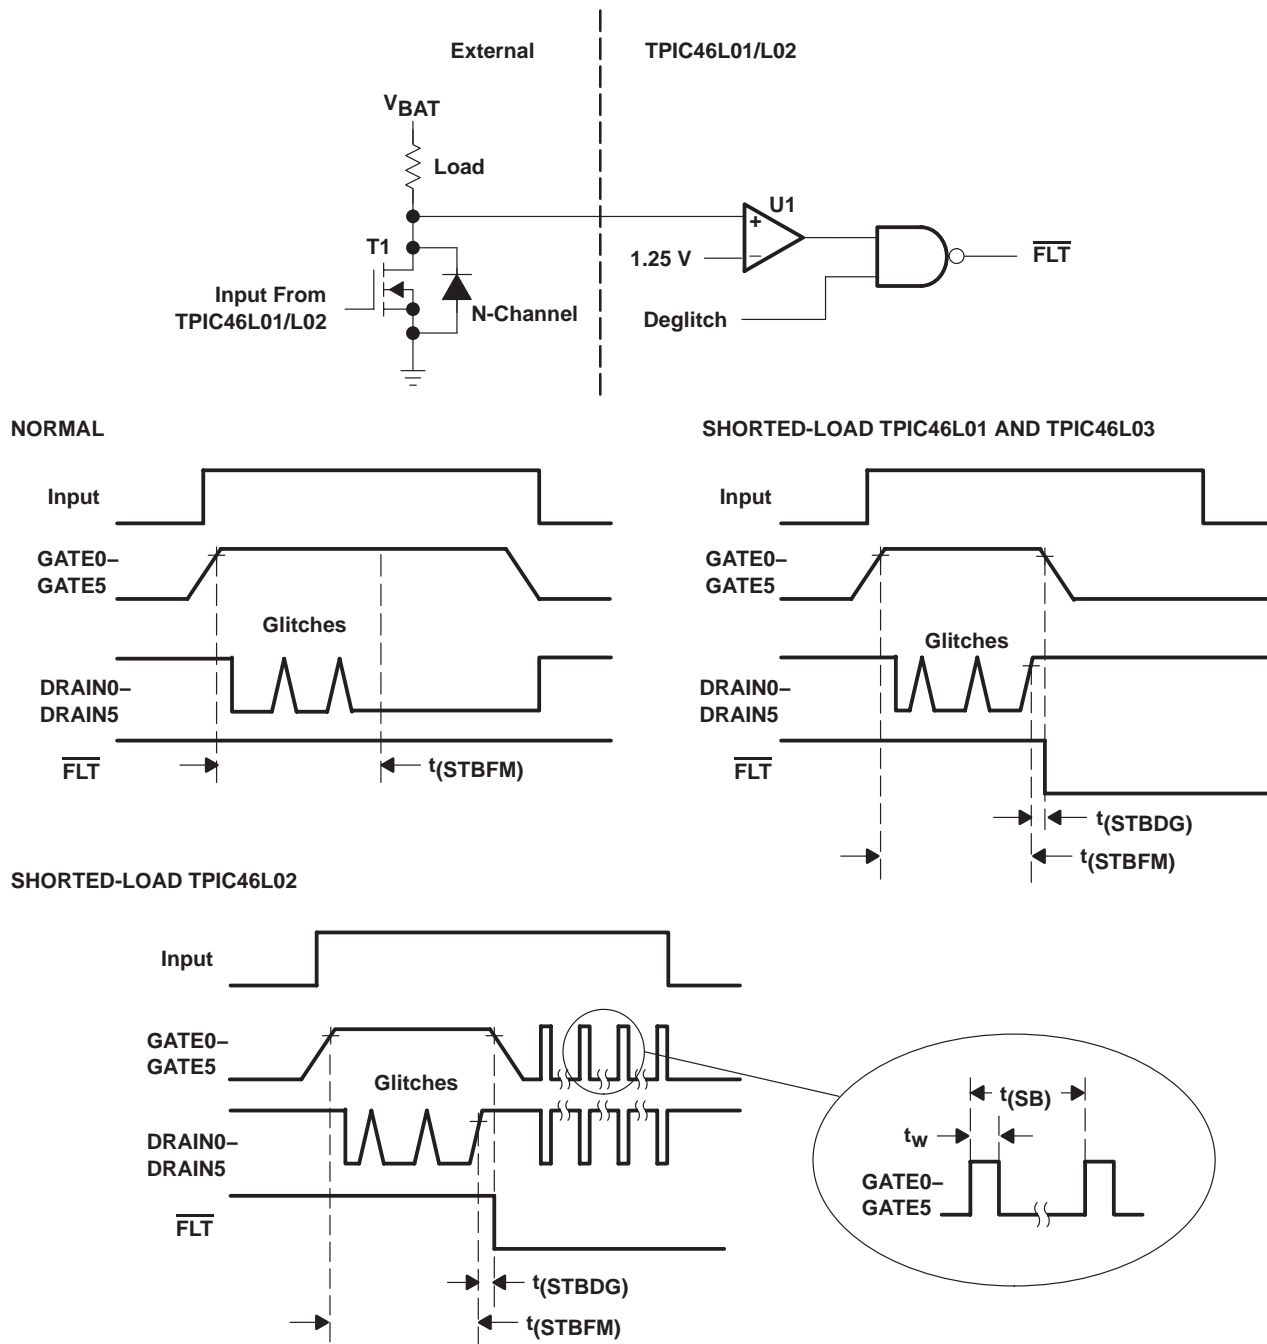 External
TPIC46L01/L02
VBAT
Load
U1
+
T1
1.25 V
–
FLT
Input From
TPIC46L01/L02
N-Channel
Deglitch
NORMAL
SHORTED-LOAD TPIC46L01 AND TPIC46L03
Input
GATE0–
GATE5
Glitches
DRAIN0–
DRAIN5
FLT
t(STBFM)
Input
GATE0–
GATE5
Glitches
DRAIN0–
DRAIN5
FLT
t(STBDG)
t(STBFM)
SHORTED-LOAD TPIC46L02
Input
GATE0–
GATE5
Glitches
DRAIN0–
DRAIN5
FLT
t(STBDG)
t(STBFM)
t(SB)
tw
GATE0–
GATE5